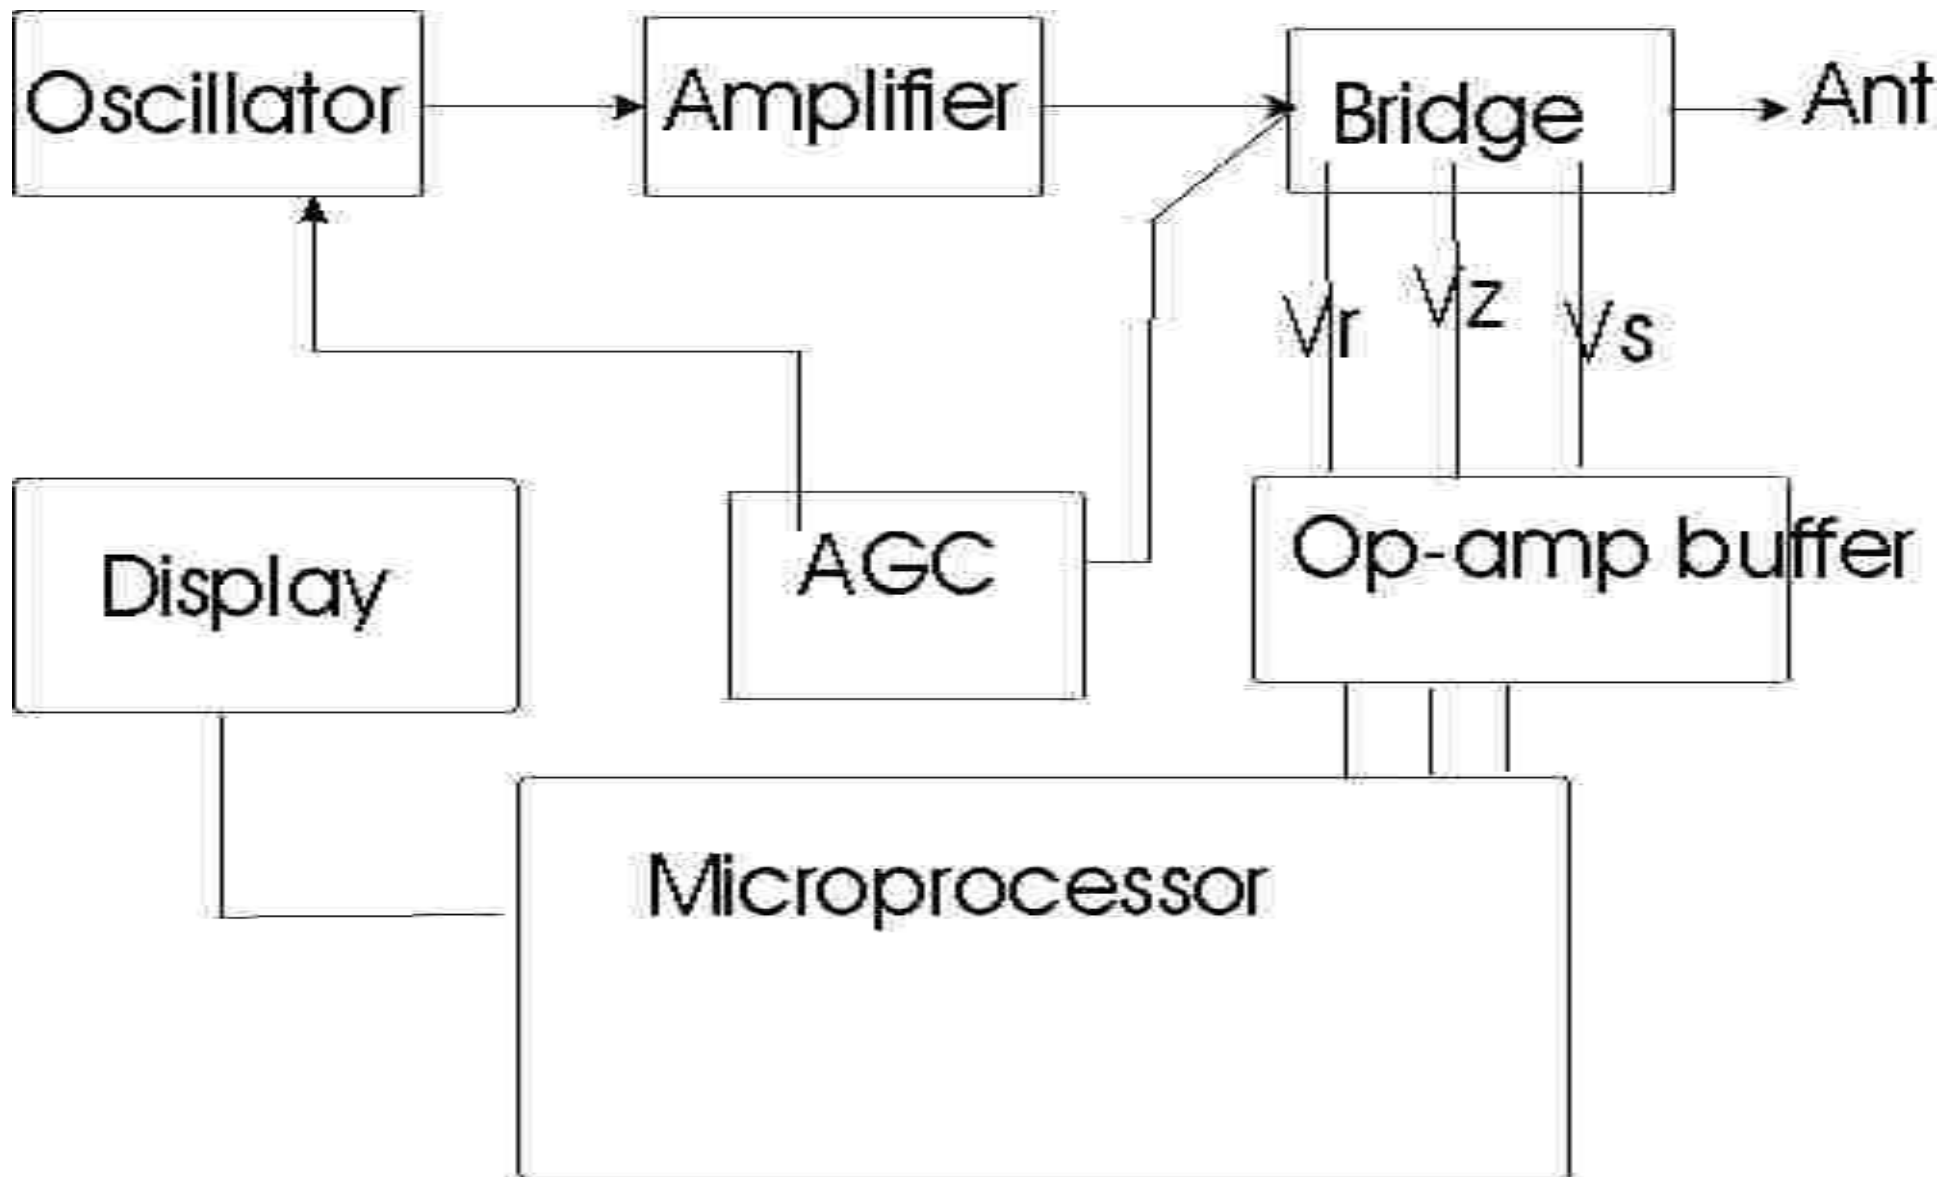 Oscillator
Amplifier
Bridge
Ant
Vr
Vz
Vs
Display
AGC
Op-amp buffer
Microprocessor